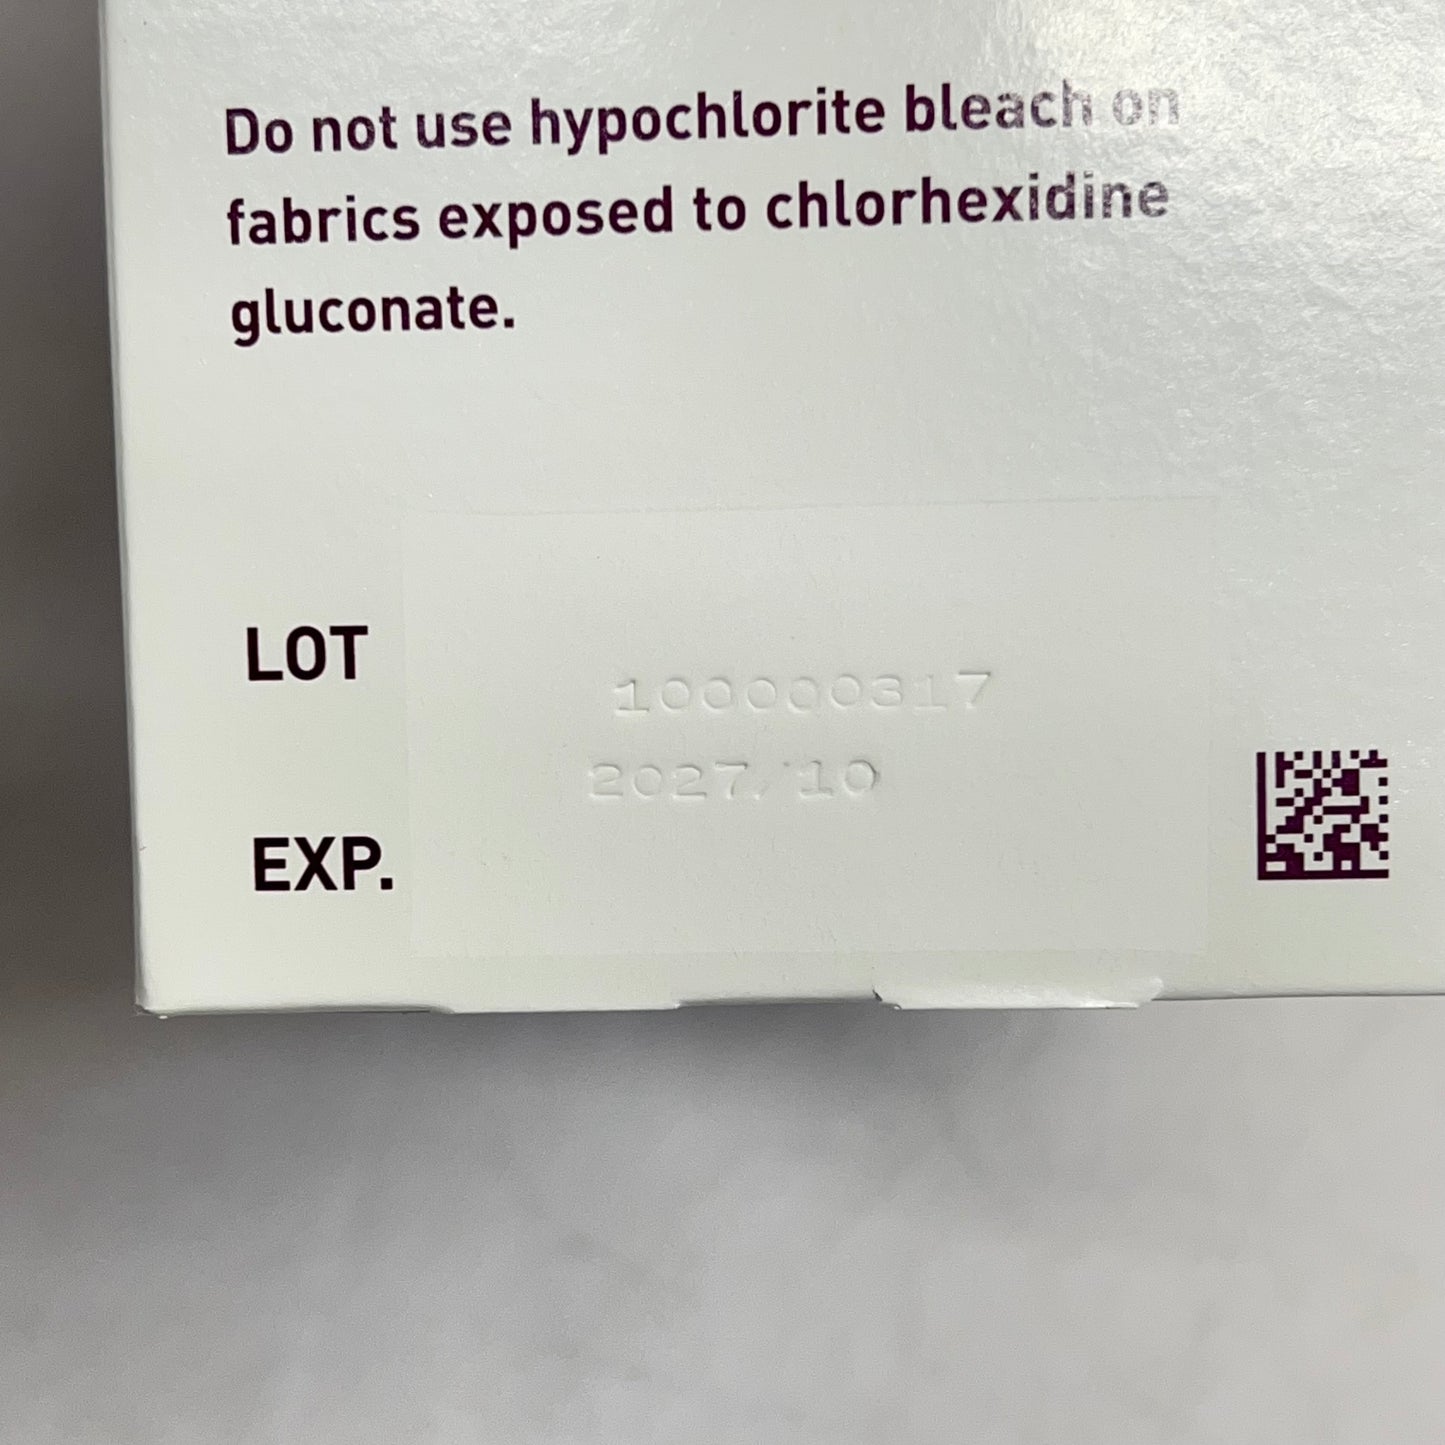 Do not use hypochlorite bleach on
fabrics exposed to chlorhexidine
gluconate.
LOT
100000317
2027/10
EXP.